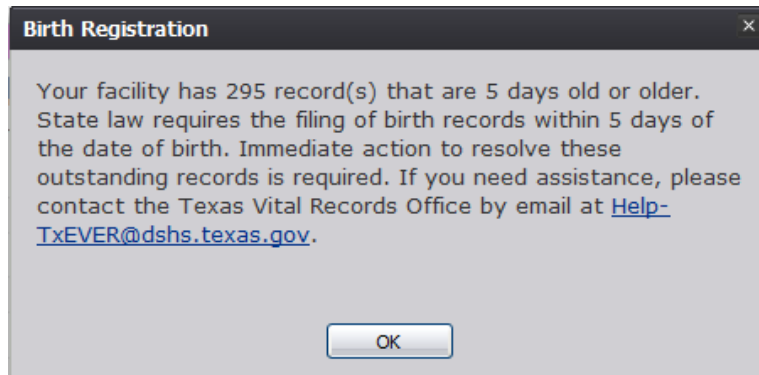 Birth Registration
Your facility has 295 record(s) that are 5 days old or older.
State law requires the filing of birth records within 5 days of
the date of birth. Immediate action to resolve these
outstanding records is required. If you need assistance, please
contact the Texas Vital Records Office by email at Help-
TxEVER@dshs.texas.gov.
OK